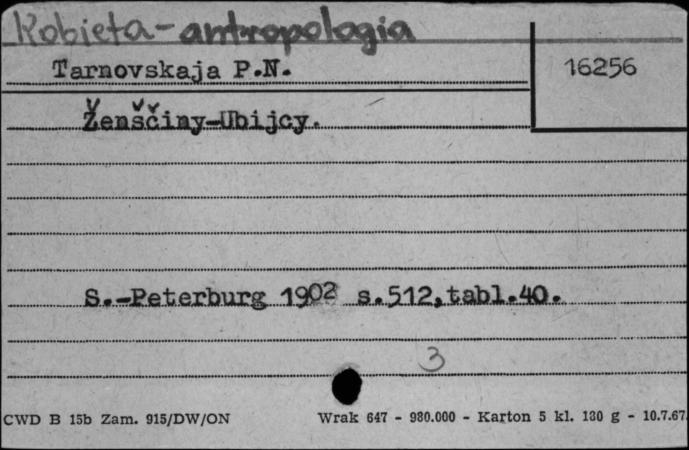 Kobieta - antropologia
Tarnovskaja P.N.
16256
Ženščiny-Ubijcy.
S.-Peterburg 1902 s.512,tabl.40.
3
CWD B 15b Zam. 915/DW/ON Wrak 647 - 980.000 - Karton 5 kl. 130 g - 10.7.67.